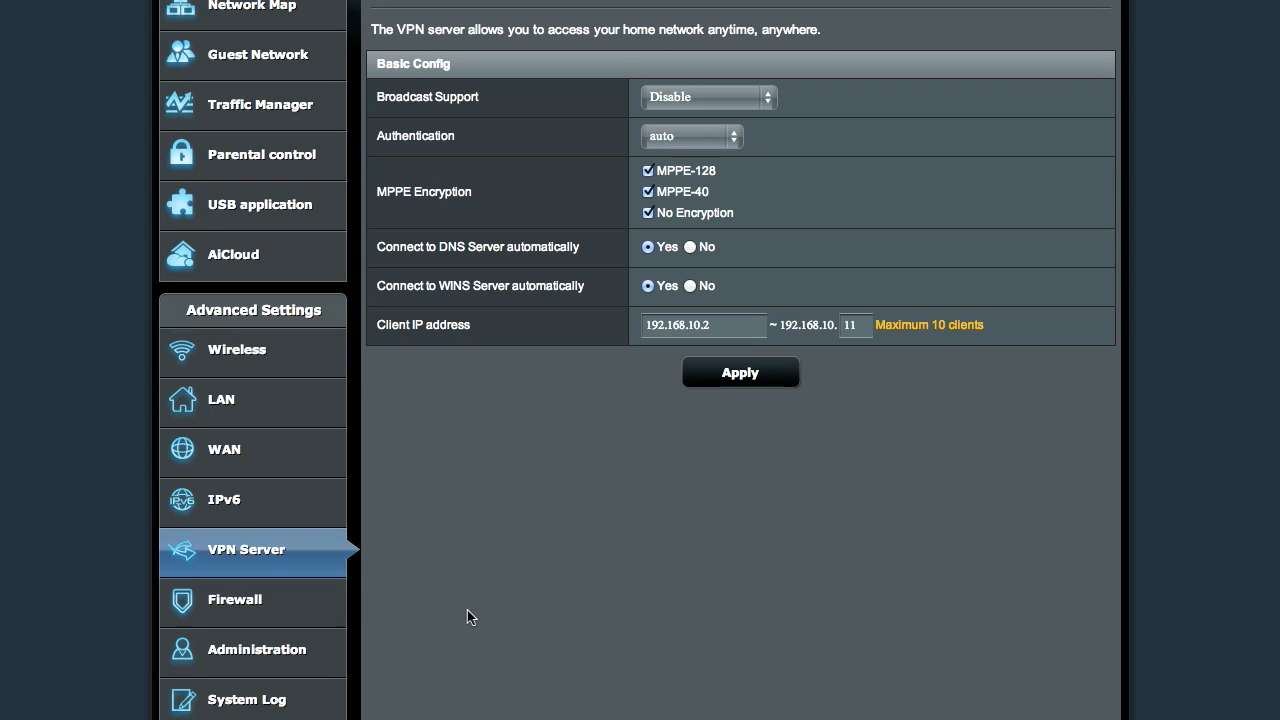 Network Map
Guest Network
Traffic Manager
Parental control
USB application
AiCloud
Advanced Settings
Wireless
LAN
WAN
IPv6
IPv6
VPN Server
Firewall
Administration
System Log
The VPN server allows you to access your home network anytime, anywhere.
Basic Config
Broadcast Support Disable
Authentication auto
MPPE Encryption
MPPE-128
MPPE-40
No Encryption
Connect to DNS Server automatically Yes No
Connect to WINS Server automatically Yes No
Client IP address 192.168.10.2 ~ 192.168.10. 11 Maximum 10 clients
Apply